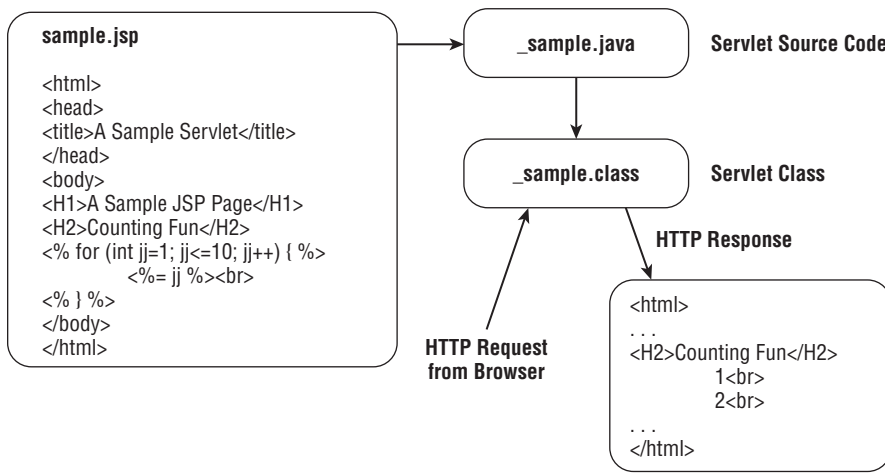 sample.jsp
<html>
<head>
<title>A Sample Servlet</title>
</head>
<body>
<H1>A Sample JSP Page</H1>
<H2>Counting Fun</H2>
<% for (int jj=1; jj<=10; jj++) { %>
<%= jj %><br>
<% } %>
</body>
</html>
_sample.java
Servlet Source Code
_sample.class
Servlet Class
HTTP Request
from Browser
HTTP Response
<html>
. . .
<H2>Counting Fun</H2>
1<br>
2<br>
. . .
</html>